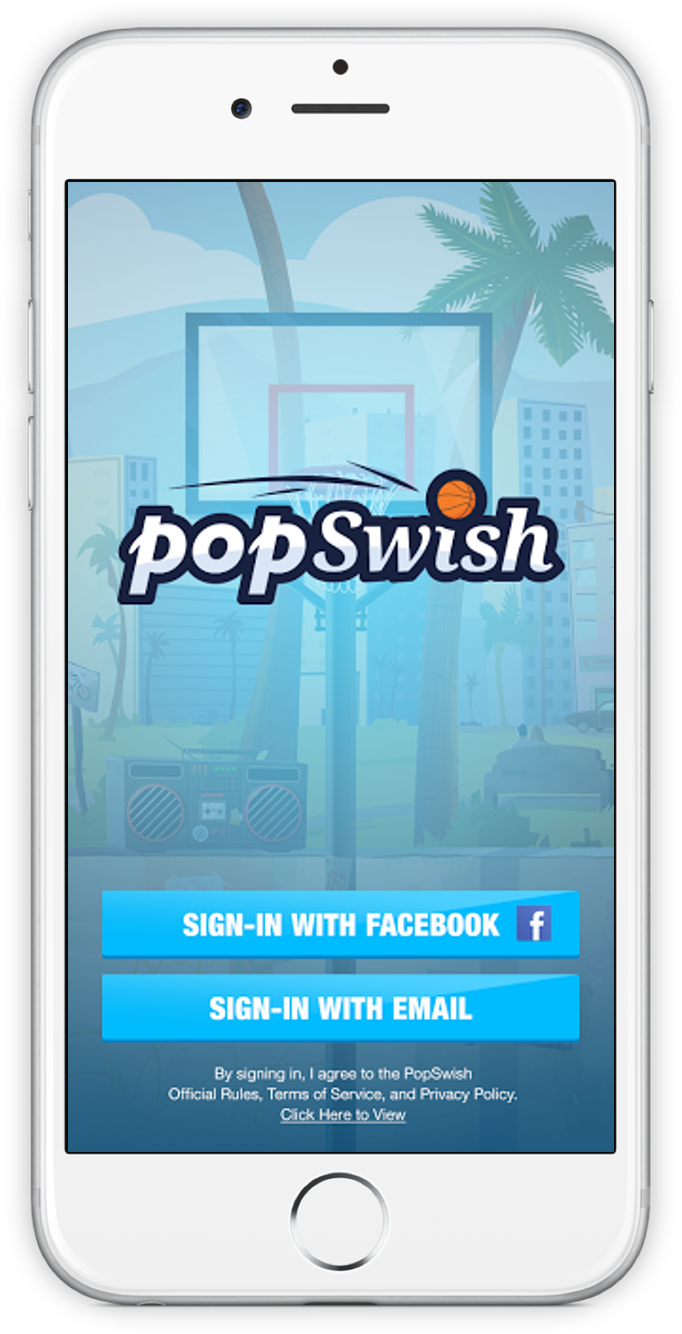 popSwish
SIGN-IN WITH FACEBOOK f
SIGN-IN WITH EMAIL
By signing in, I agree to the PopSwish
Official Rules, Terms of Service, and Privacy Policy.
Click Here to View